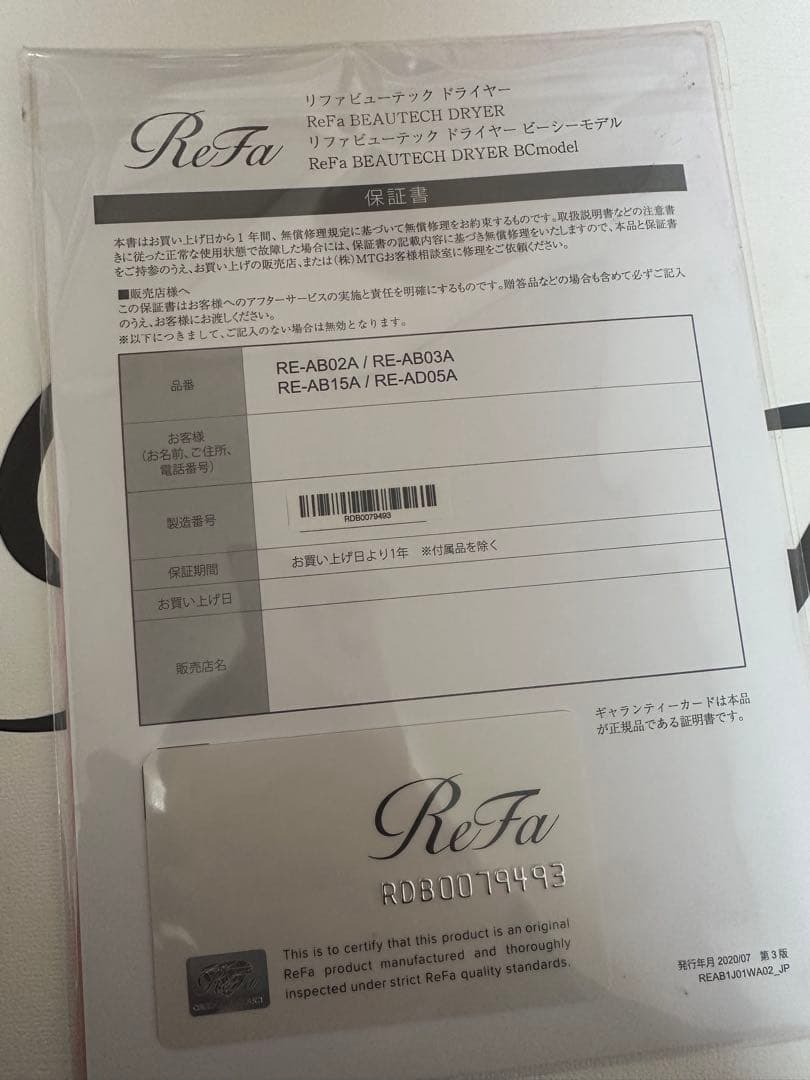 ReFa
リファビューテック ドライヤー
ReFa BEAUTECH DRYER
リファビューテック ドライヤー ビーシーモデル
ReFa BEAUTECH DRYER BCmodel
保証書
本書はお買い上げ日から1年間、無償修理規定に基づいて無償修理をお約束するものです。取扱説明書などの注意書
きに従った正常な使用状態で故障した場合には、保証書の記載内容に基づき無償修理をいたしますので、本品と保証書
をご持参のうえ、お買い上げの販売店、または(株)MTGお客様相談室に修理をご依頼ください。
■販売店様へ
この保証書はお客様へのアフターサービスの実施と責任を明確にするものです。贈答品などの場合も含めて必ずご記入
のうえ、お客様にお渡しください。
※以下につきまして、ご記入のない場合は無効となります。
品番
RE-AB02A / RE-AB03A
RE-AB15A / RE-AD05A
お客様
(お名前、ご住所、
電話番号)
製造番号
RDB0079493
保証期間
お買い上げ日より1年 ※付属品を除く
お買い上げ日
販売店名
ギャランティーカードは本品
が正規品である証明書です。
ReFa
RDB0079493
This is to certify that this product is an original
ReFa product manufactured and thoroughly
inspected under strict ReFa quality standards.
ReFa
発行年月 2020/07 第3版
REAB1J01WA02_JP